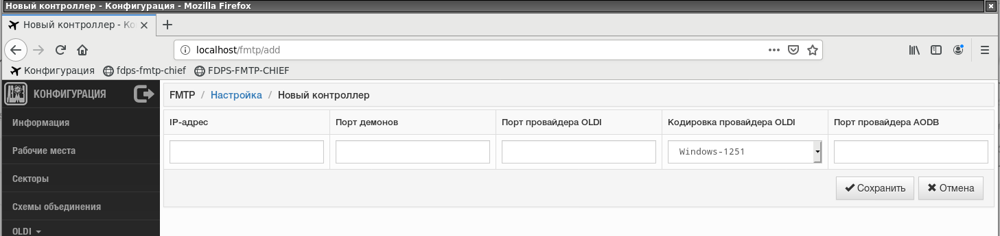 Новый контроллер - Конфигурация - Mozilla Firefox
Новый контроллер - Ко
localhost/fmtp/add
Конфигурация fdps-fmtp-chief FDPS-FMTP-CHIEF
КОНФИГУРАЦИЯ
FMTP / Настройка / Новый контроллер
Информация
Рабочие места
Секторы
Схемы объединения
OLDI
IP-адрес Порт демонов Порт провайдера OLDI Кодировка провайдера OLDI Порт провайдера AODB
Windows-1251
Сохранить Отмена